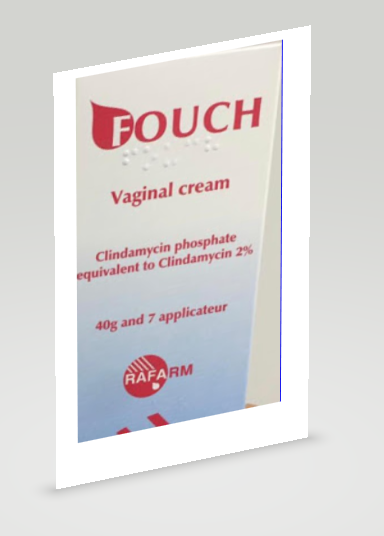 FOUCH
Vaginal cream
Clindamycin phosphate
equivalent to Clindamycin 2%
40g and 7 applicateur
RAFARM